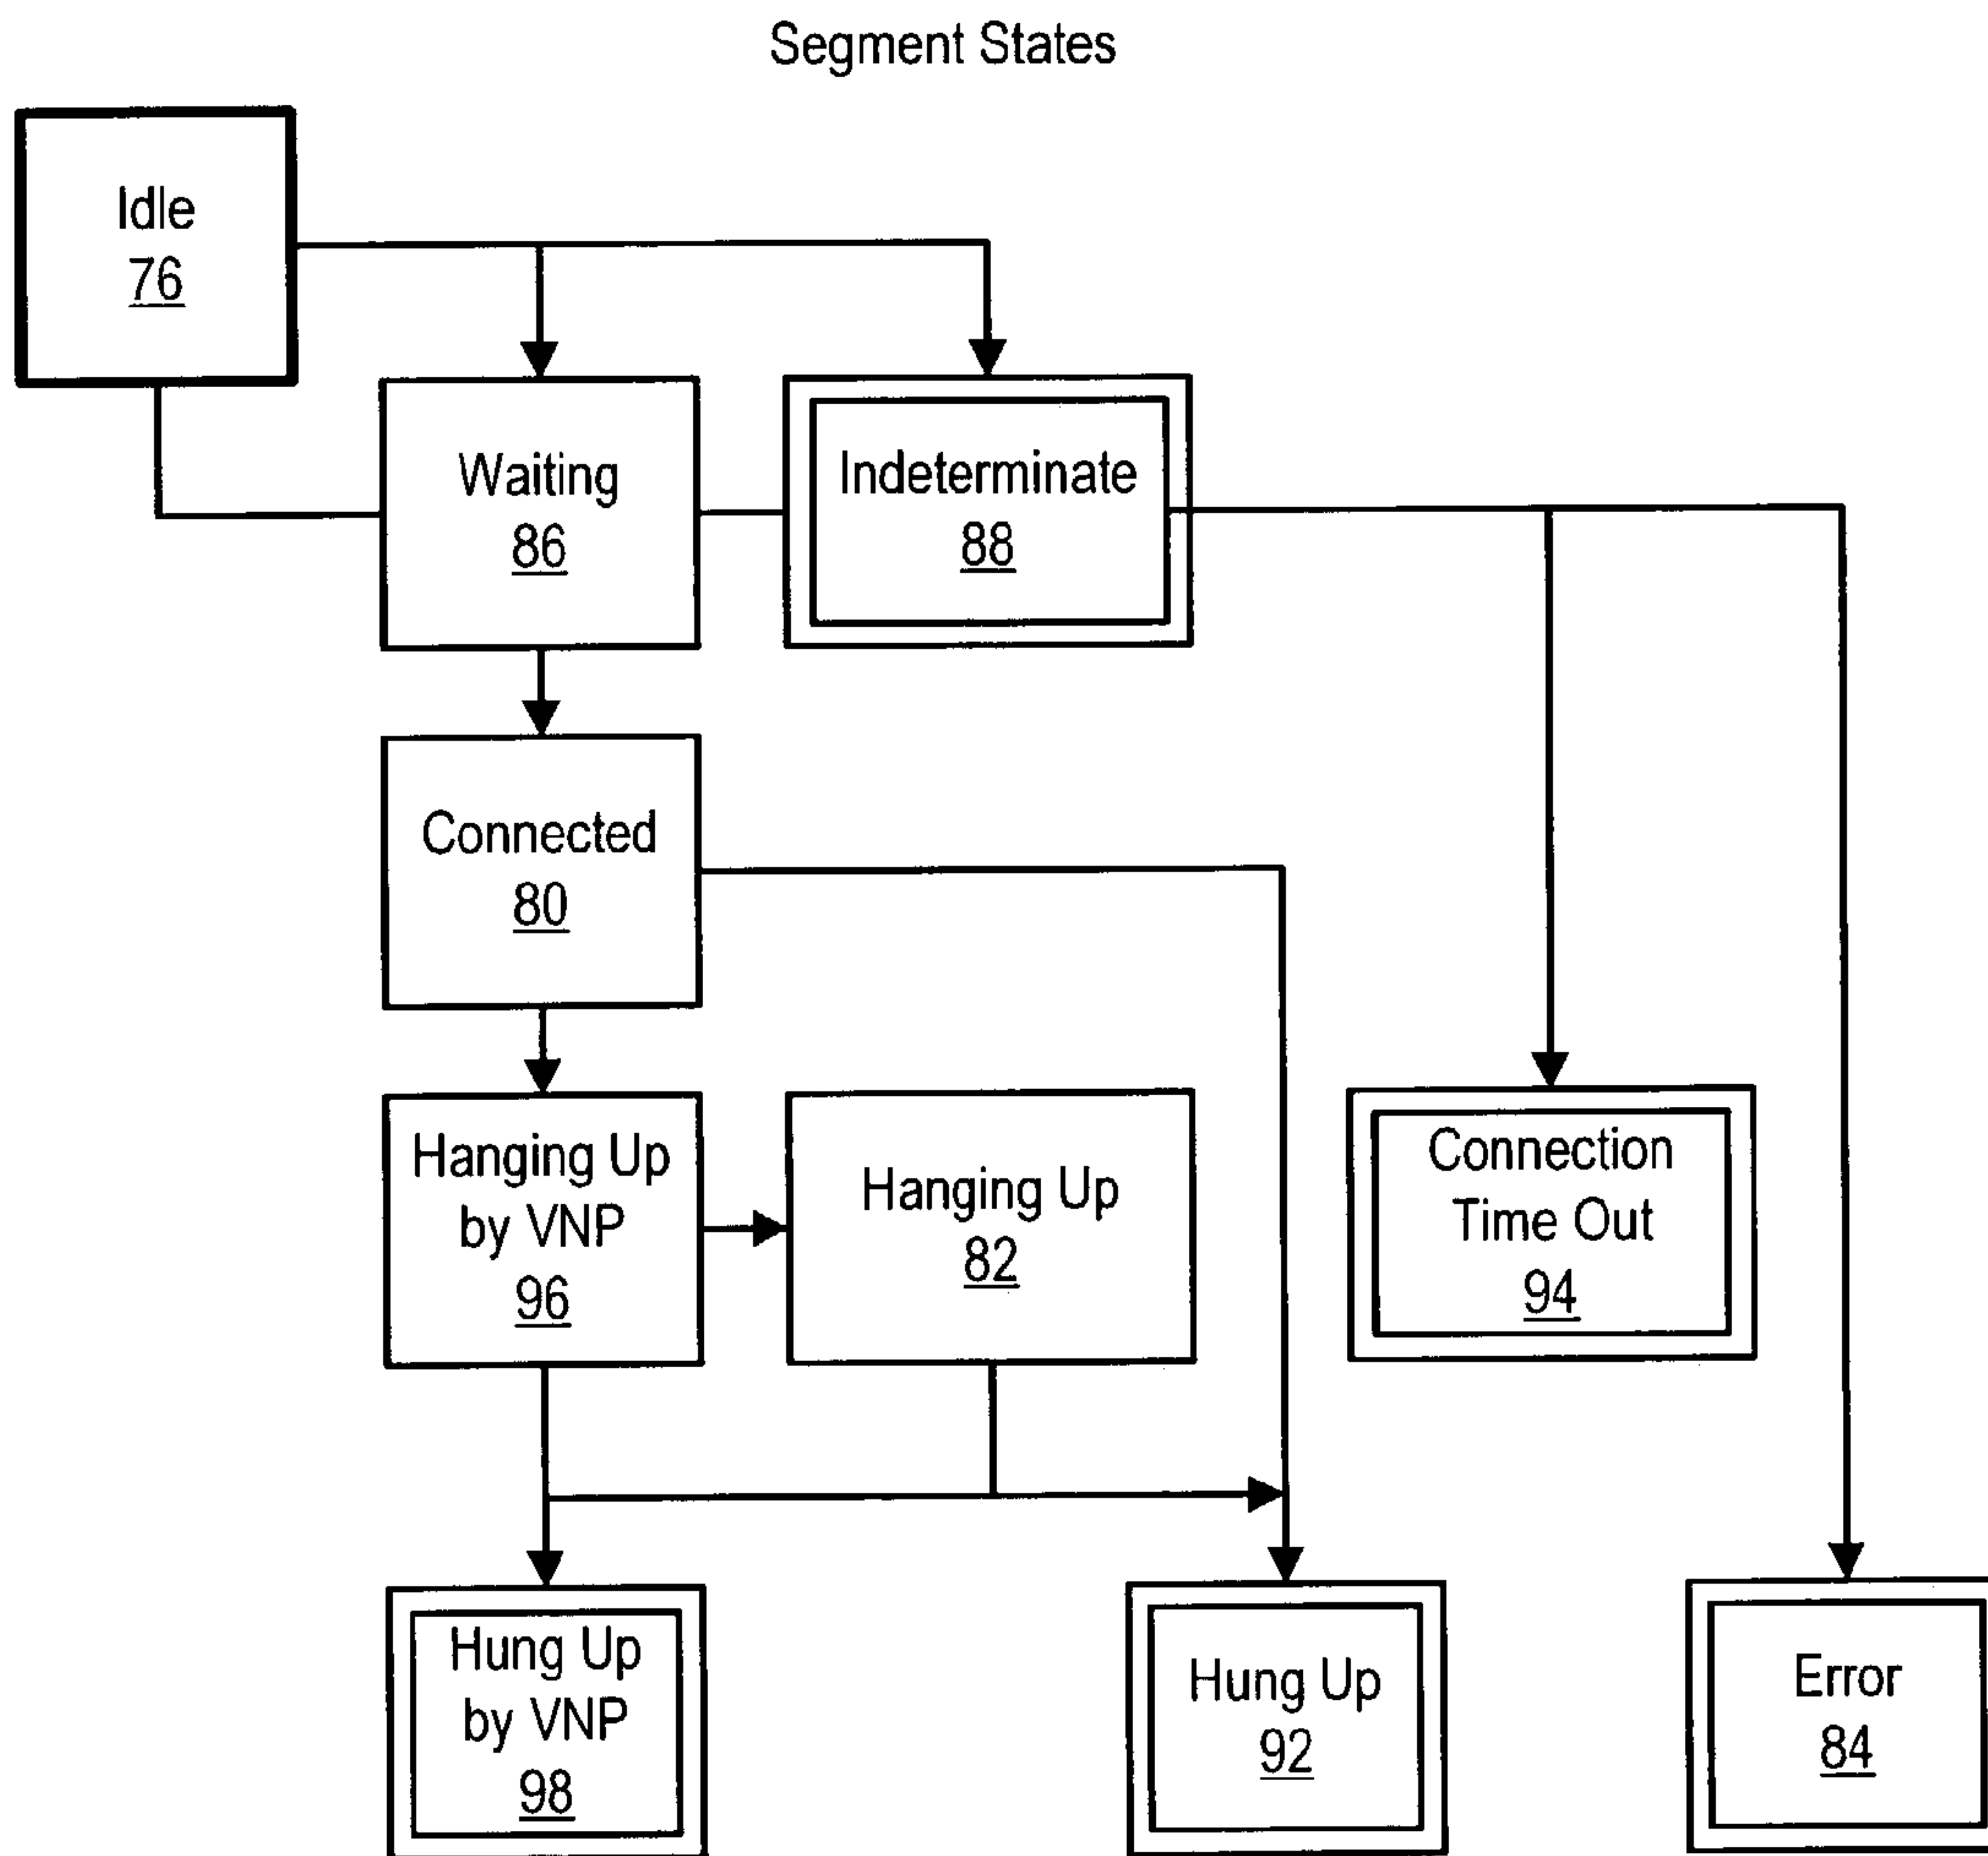 Segment States
Idle
76
Waiting
86
Indeterminate
88
Connected
80
Hanging Up
by VNP
96
Hanging Up
82
Connection
Time Out
94
Hung Up
by VNP
98
Hung Up
92
Error
84